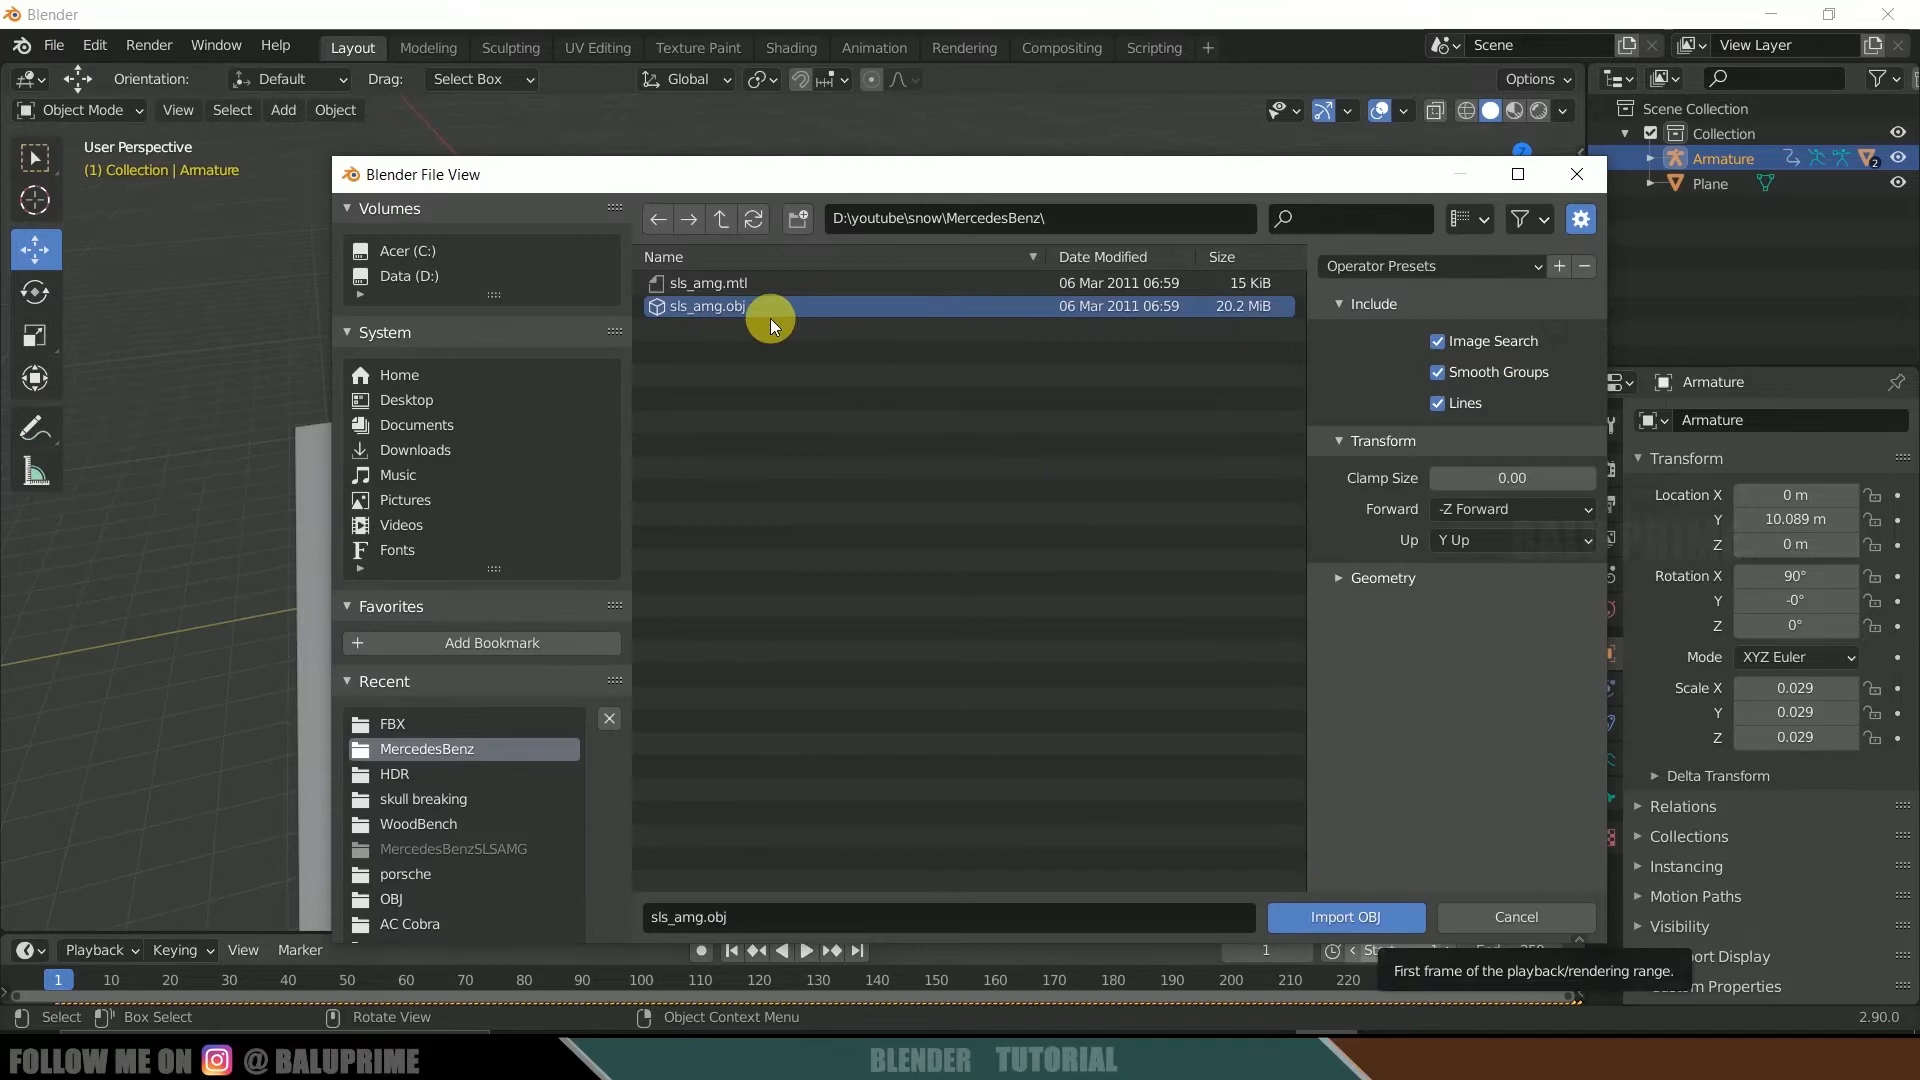 Blender
File Edit Render Window Help Layout Modeling Sculpting UV Editing Texture Paint Shading Animation Rendering Compositing Scripting + Scene View Layer
Orientation: Default Drag: Select Box Global Options
Object Mode View Select Add Object
User Perspective
(1) Collection | Armature
Scene Collection
Collection
Armature 2
Plane
Blender File View
Volumes
Acer (C:)
Data (D:)
System
Home
Desktop
Documents
Downloads
Music
Pictures
Videos
Fonts
Favorites
Add Bookmark
Recent
FBX
MercedesBenz
HDR
skull breaking
WoodBench
MercedesBenzSLSAMG
porsche
OBJ
AC Cobra
D:\youtube\snow\MercedesBenz\
Name Date Modified Size
sls_amg.mtl 06 Mar 2011 06:59 15 KiB
sls_amg.obj 06 Mar 2011 06:59 20.2 MiB
Operator Presets
Include
Image Search
Smooth Groups
Lines
Transform
Clamp Size 0.00
Forward -Z Forward
Up Y Up
Geometry
sls_amg.obj Import OBJ Cancel
Armature
Armature
Transform
Location X 0 m
Y 10.089 m
Z 0 m
Rotation X 90°
Y -0°
Z 0°
Mode XYZ Euler
Scale X 0.029
Y 0.029
Z 0.029
Delta Transform
Relations
Collections
Instancing
Motion Paths
Visibility
port Display
Custom Properties
Playback Keying View Marker 1
First frame of the playback/rendering range.
1 10 20 30 40 50 60 70 80 90 100 110 120 130 140 150 160 170 180 190 200 210 220
Select Box Select Rotate View Object Context Menu 2.90.0
FOLLOW ME ON @ BALUPRIME BLENDER TUTORIAL